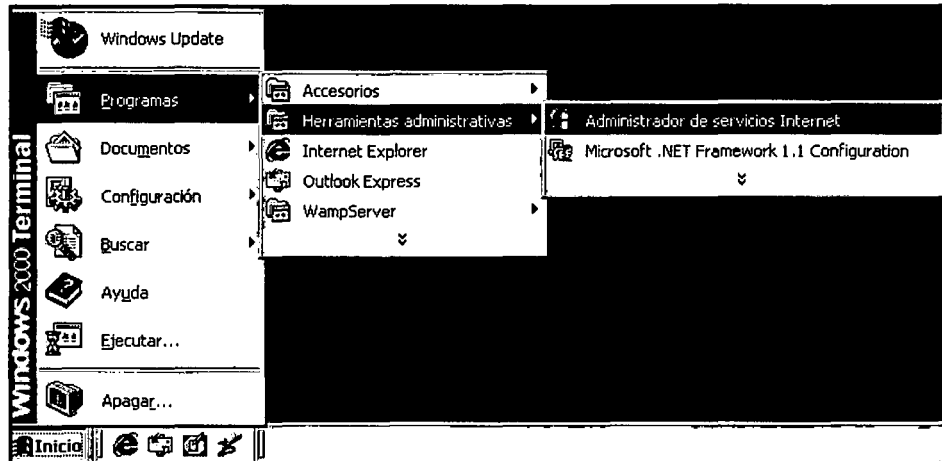 Windows Update
Programas
Documentos
Configuración
Buscar
Ayuda
Ejecutar...
Apagar...
Windows 2000 Terminal
Accesorios
Herramientas administrativas
Internet Explorer
Outlook Express
WampServer
Administrador de servicios Internet
Microsoft .NET Framework 1.1 Configuration
Inicio